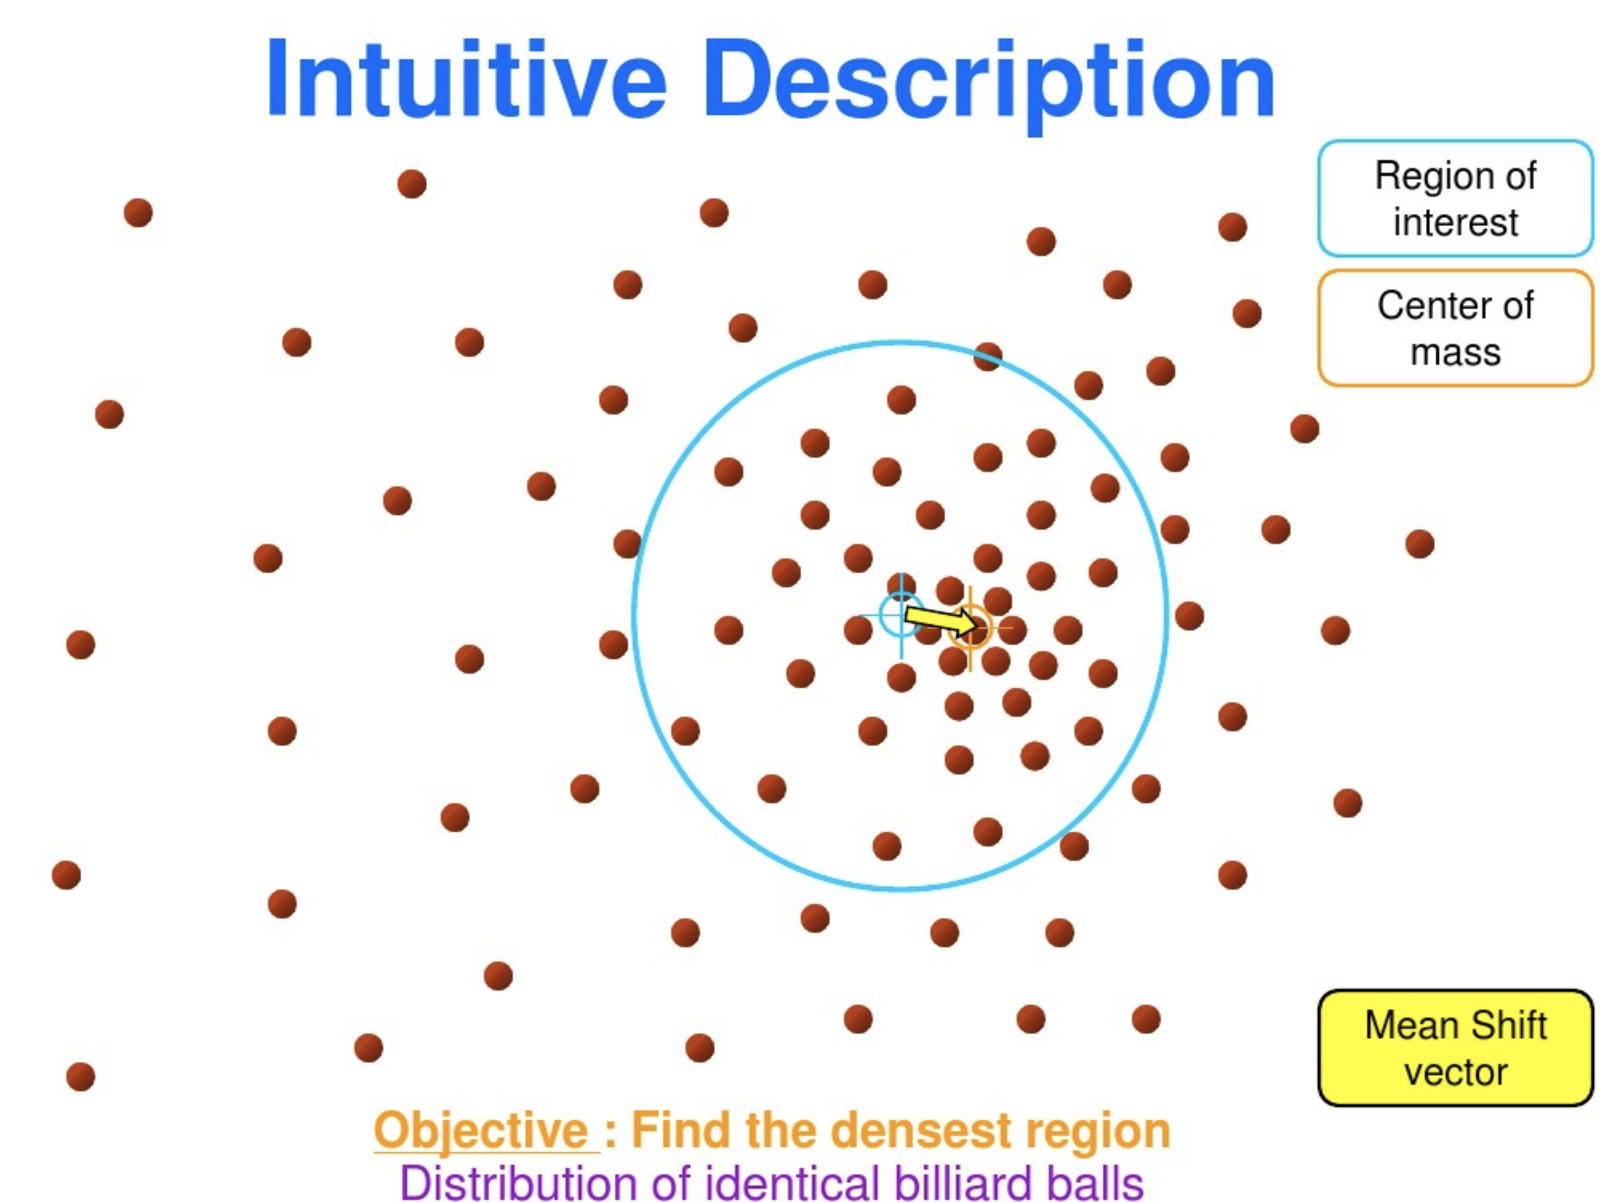 Intuitive Description
Region of
interest
Center of
mass
Mean Shift
vector
Objective : Find the densest region
Distribution of identical billiard balls